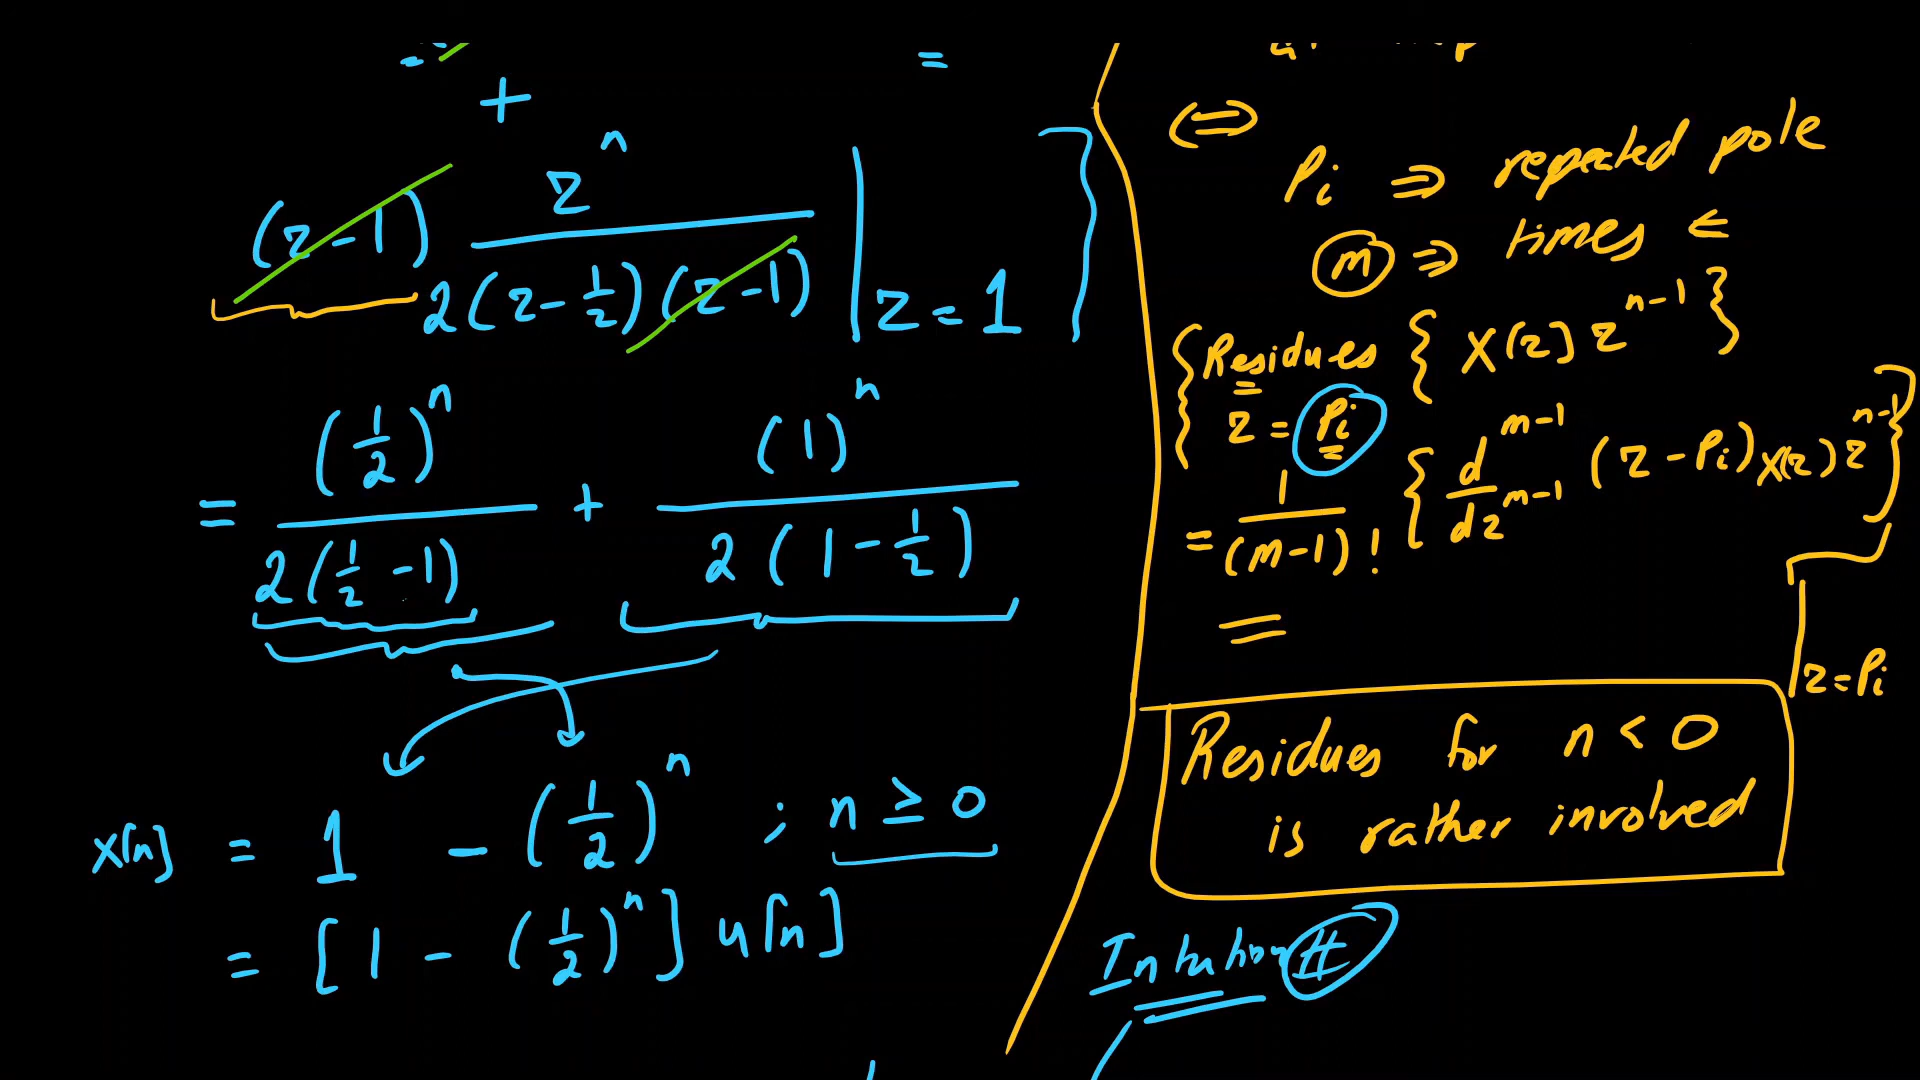 +
(z-1) z^n / 2(z-1/2)(z-1) | z=1 ]
= (1/2)^n / 2(1/2 -1) + (1)^n / 2(1-1/2)
x[n] = 1 - (1/2)^n ; n ≥ 0
= [1 - (1/2)^n] u[n]
⇔
Pi ⇒ repeated pole
m ⇒ times ←
{ Residues { X(z) z^{n-1} }
z = Pi
= 1/(m-1)! { d^{m-1}/dz^{m-1} (z-Pi) X(z) z^{n-1} }
z=Pi
Residues for n < 0
is rather involved
Intuition #